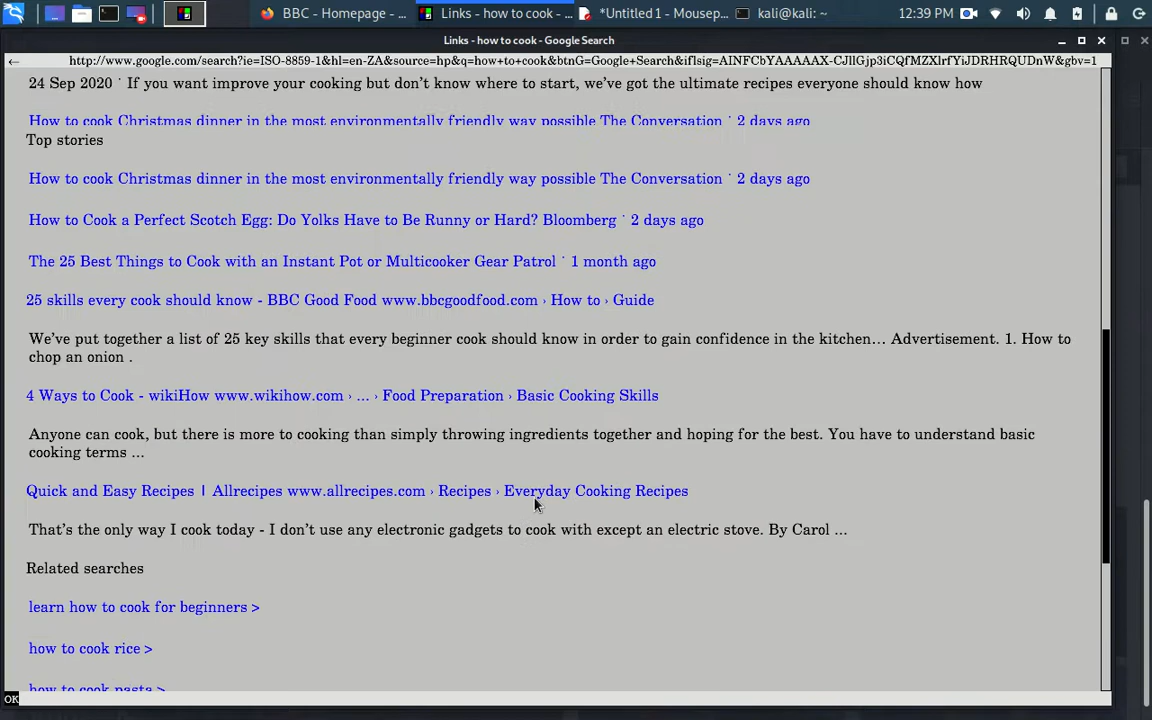 BBC - Homepage - ...
Links - how to cook - ...
*Untitled 1 - Mousep...
kali@kali: ~
12:39 PM
Links - how to cook - Google Search
http://www.google.com/search?ie=ISO-8859-1&hl=en-ZA&source=hp&q=how+to+cook&btnG=Google+Search&iflsig=AINFCbYAAAAAX-CJllGjp3iCQfMZXlrfYiJDRHRQUDnW&gbv=1
24 Sep 2020 ˙ If you want improve your cooking but don't know where to start, we've got the ultimate recipes everyone should know how
How to cook Christmas dinner in the most environmentally friendly way possible The Conversation ˙ 2 days ago
Top stories
How to cook Christmas dinner in the most environmentally friendly way possible The Conversation ˙ 2 days ago
How to Cook a Perfect Scotch Egg: Do Yolks Have to Be Runny or Hard? Bloomberg ˙ 2 days ago
The 25 Best Things to Cook with an Instant Pot or Multicooker Gear Patrol ˙ 1 month ago
25 skills every cook should know - BBC Good Food www.bbcgoodfood.com › How to › Guide
We've put together a list of 25 key skills that every beginner cook should know in order to gain confidence in the kitchen... Advertisement. 1. How to
chop an onion .
4 Ways to Cook - wikiHow www.wikihow.com › ... › Food Preparation › Basic Cooking Skills
Anyone can cook, but there is more to cooking than simply throwing ingredients together and hoping for the best. You have to understand basic
cooking terms ...
Quick and Easy Recipes | Allrecipes www.allrecipes.com › Recipes › Everyday Cooking Recipes
That's the only way I cook today - I don't use any electronic gadgets to cook with except an electric stove. By Carol ...
Related searches
learn how to cook for beginners >
how to cook rice >
how to cook pasta >
OK